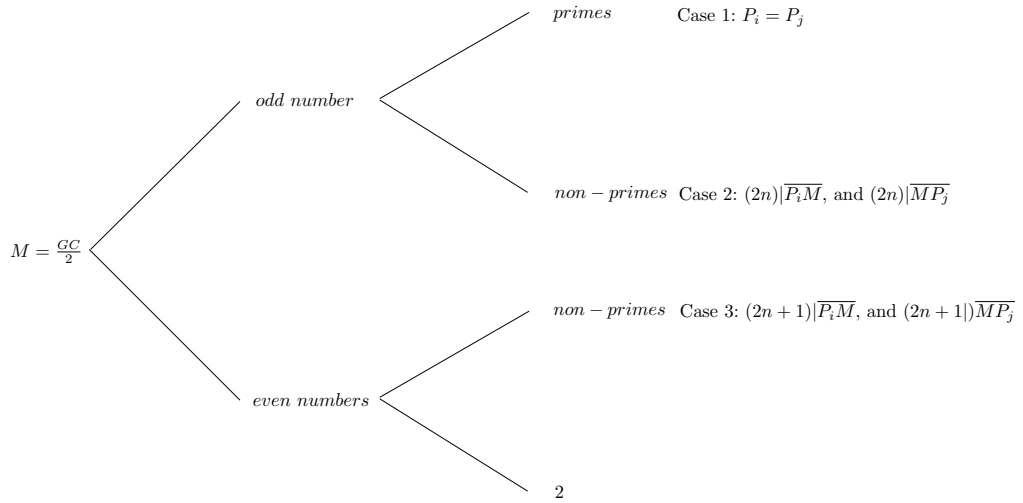 primes Case 1: $P_i = P_j$
odd number
non − primes Case 2: $(2n)|\overline{P_iM}$, and $(2n)|\overline{MP_j}$
$M = \frac{GC}{2}$
non − primes Case 3: $(2n + 1)|\overline{P_iM}$, and $(2n + 1|)\overline{MP_j}$
even numbers
2